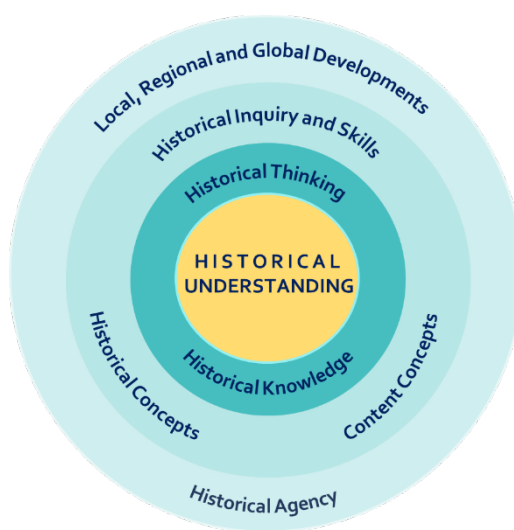 Local, Regional and Global Developments
Historical Inquiry and Skills
Historical Thinking
HISTORICAL
UNDERSTANDING
Historical Knowledge
Historical Concepts
Content Concepts
Historical Agency